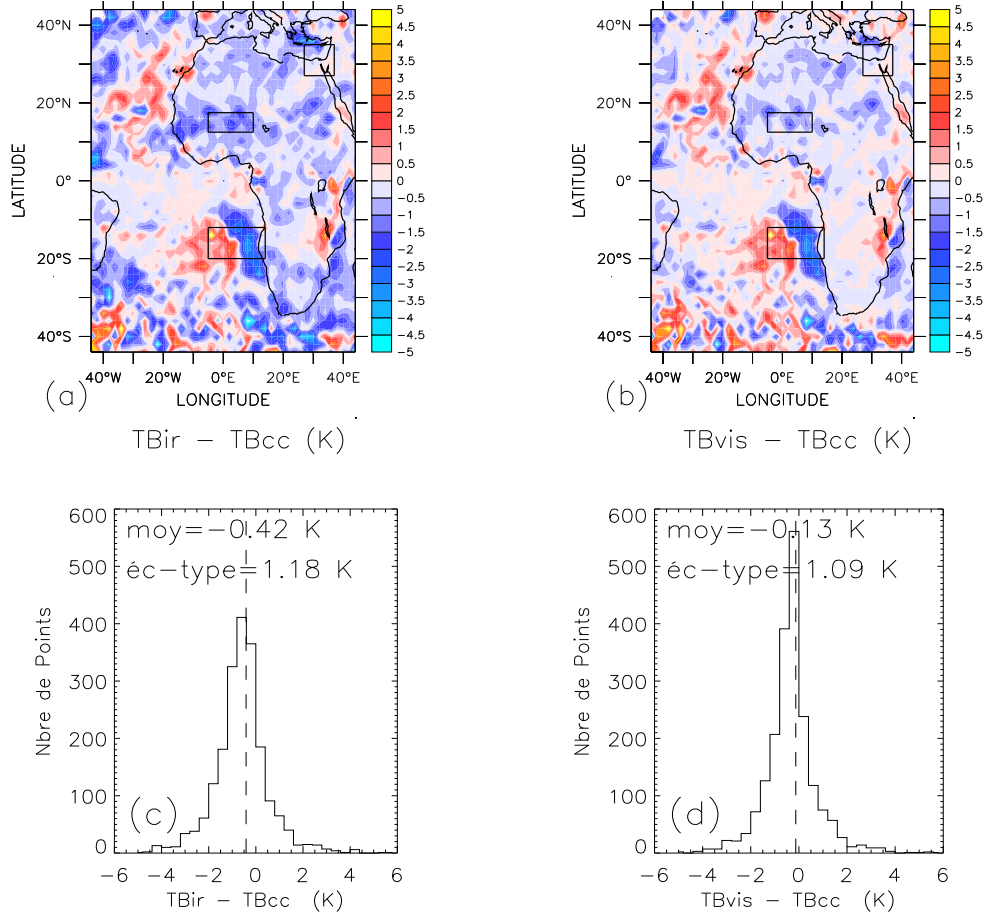 5
4.5
4
3.5
3
2.5
2
1.5
1
0.5
0
−0.5
−1
−1.5
−2
−2.5
−3
−3.5
−4
−4.5
−5
40°N
20°N
0°
20°S
40°S
LATITUDE
40°W 20°W 0°E 20°E 40°E
LONGITUDE
(a)
TBir − TBcc (K)
5
4.5
4
3.5
3
2.5
2
1.5
1
0.5
0
−0.5
−1
−1.5
−2
−2.5
−3
−3.5
−4
−4.5
−5
40°N
20°N
0°
20°S
40°S
LATITUDE
40°W 20°W 0°E 20°E 40°E
LONGITUDE
(b)
TBvis − TBcc (K)
600
500
400
300
200
100
0
Nbre de Points
moy=−0.42 K
éc−type=1.18 K
(c)
−6 −4 −2 0 2 4 6
TBir − TBcc (K)
600
500
400
300
200
100
0
Nbre de Points
moy=−0.13 K
éc−type=1.09 K
(d)
−6 −4 −2 0 2 4 6
TBvis − TBcc (K)